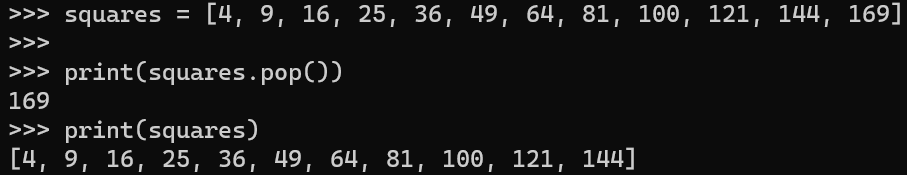 >>> squares = [4, 9, 16, 25, 36, 49, 64, 81, 100, 121, 144, 169]
>>>
>>> print(squares.pop())
169
>>> print(squares)
[4, 9, 16, 25, 36, 49, 64, 81, 100, 121, 144]